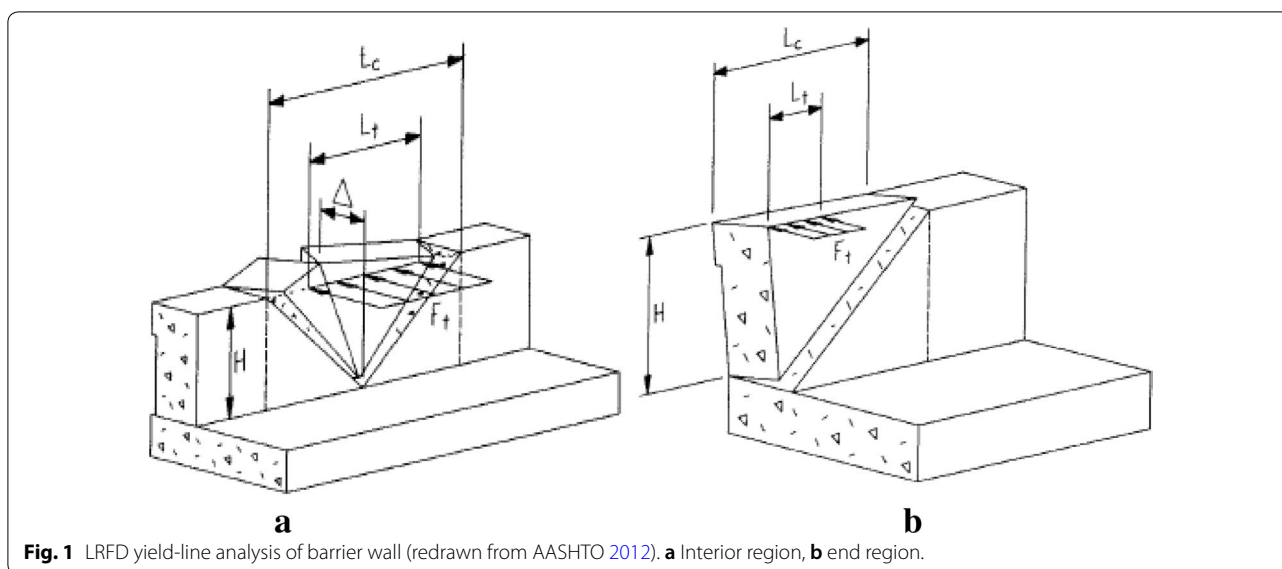 Lc
Lt
Δ
Ft
H
a
Lc
Lt
Ft
H
b
Fig. 1 LRFD yield-line analysis of barrier wall (redrawn from AASHTO 2012). a Interior region, b end region.